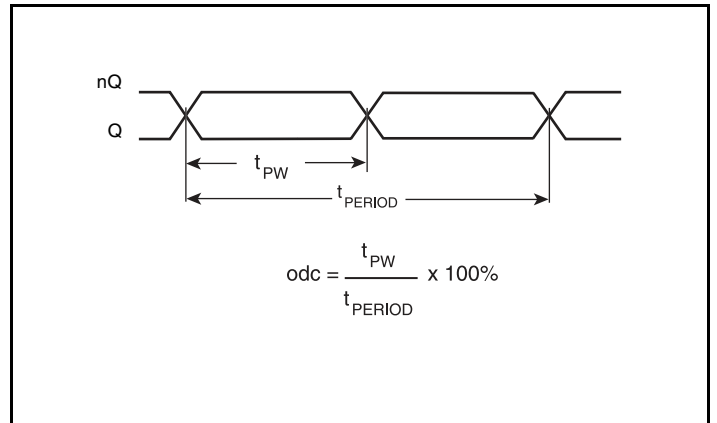 nQ
Q
tPW
tPERIOD
odc = tPW / tPERIOD x 100%